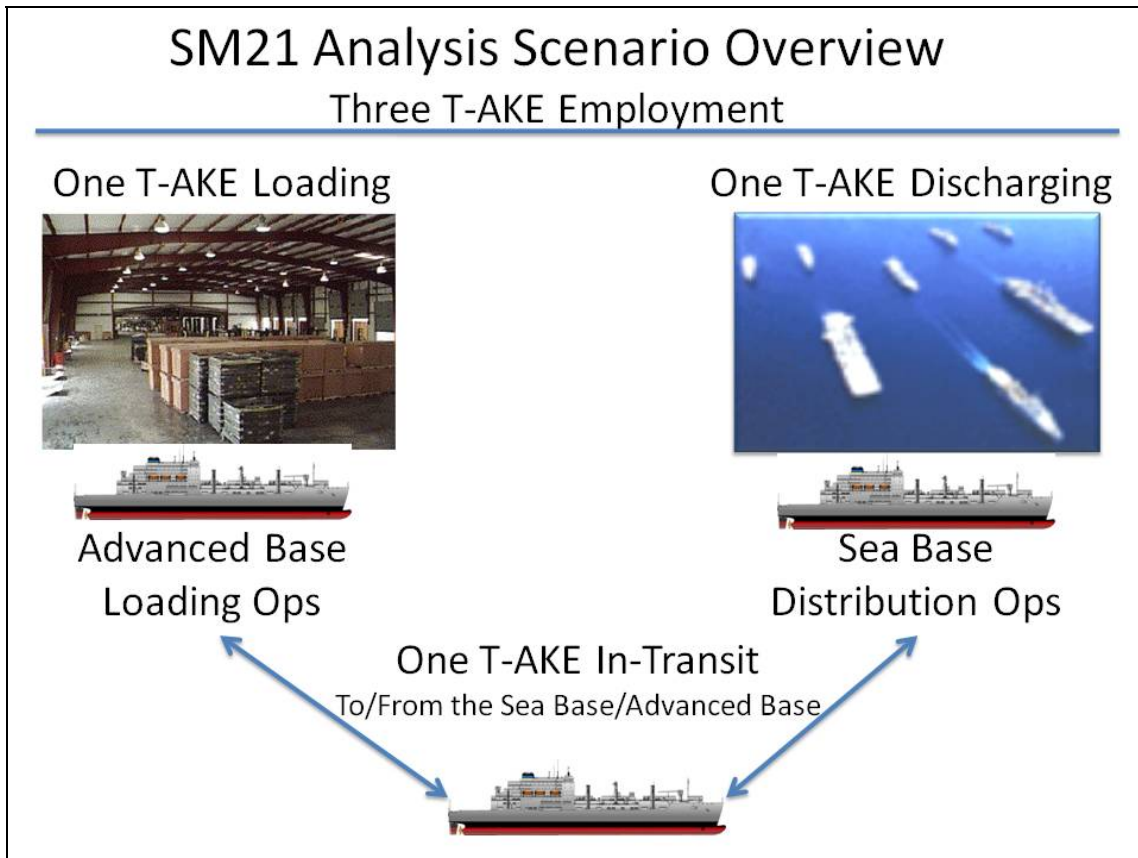 SM21 Analysis Scenario Overview
Three T-AKE Employment
One T-AKE Loading
One T-AKE Discharging
Advanced Base
Loading Ops
Sea Base
Distribution Ops
One T-AKE In-Transit
To/From the Sea Base/Advanced Base